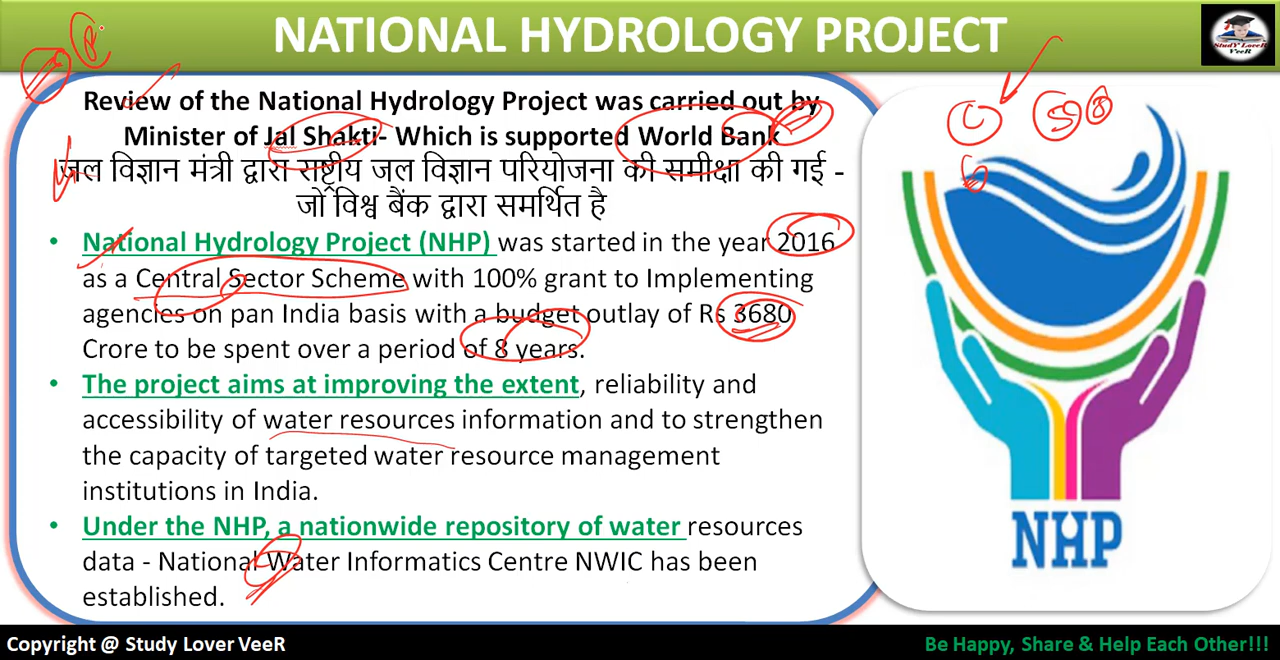 NATIONAL HYDROLOGY PROJECT
StudY LoveR
VeeR
Review of the National Hydrology Project was carried out by
Minister of Jal Shakti- Which is supported World Bank
जल विज्ञान मंत्री द्वारा राष्ट्रीय जल विज्ञान परियोजना की समीक्षा की गई -
जो विश्व बैंक द्वारा समर्थित है
• National Hydrology Project (NHP) was started in the year 2016
as a Central Sector Scheme with 100% grant to Implementing
agencies on pan India basis with a budget outlay of Rs 3680
Crore to be spent over a period of 8 years.
• The project aims at improving the extent, reliability and
accessibility of water resources information and to strengthen
the capacity of targeted water resource management
institutions in India.
• Under the NHP, a nationwide repository of water resources
data - National Water Informatics Centre NWIC has been
established.
NHP
Copyright @ Study Lover VeeR
Be Happy, Share & Help Each Other!!!